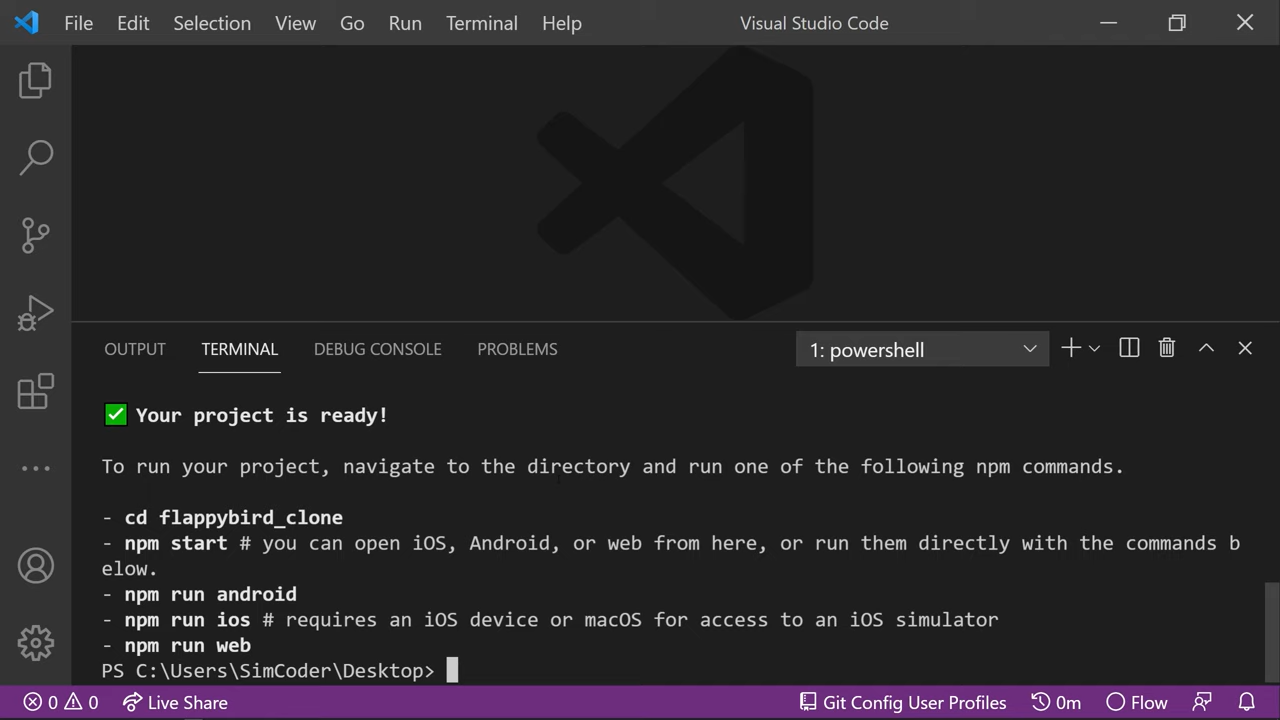 File Edit Selection View Go Run Terminal Help Visual Studio Code
OUTPUT TERMINAL DEBUG CONSOLE PROBLEMS 1: powershell
Your project is ready!
To run your project, navigate to the directory and run one of the following npm commands.
- cd flappybird_clone
- npm start # you can open iOS, Android, or web from here, or run them directly with the commands b
elow.
- npm run android
- npm run ios # requires an iOS device or macOS for access to an iOS simulator
- npm run web
PS C:\Users\SimCoder\Desktop>
0 0 Live Share Git Config User Profiles 0m Flow